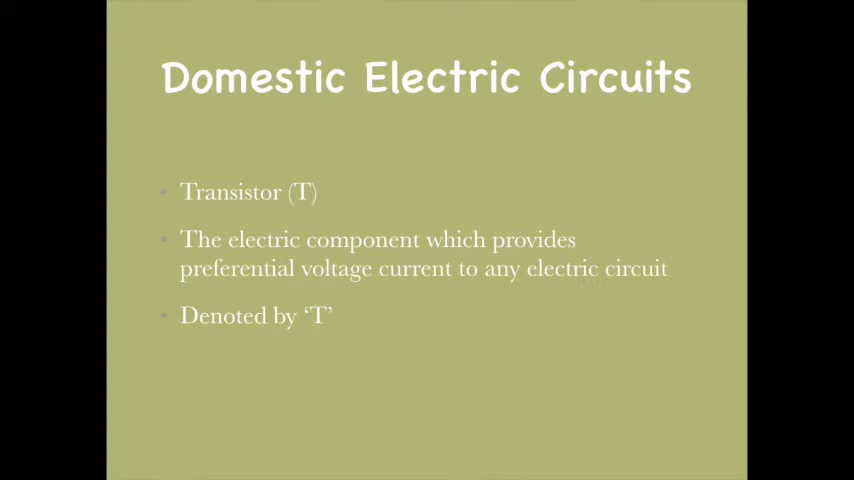 Domestic Electric Circuits
• Transistor (T)
• The electric component which provides
preferential voltage current to any electric circuit
• Denoted by ‘T’